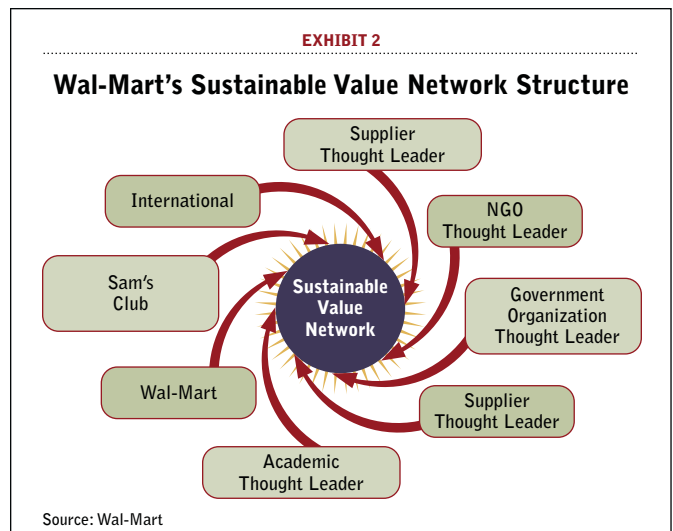 EXHIBIT 2
Wal-Mart's Sustainable Value Network Structure
Supplier
Thought Leader
International
NGO
Thought Leader
Sam's
Club
Sustainable
Value
Network
Government
Organization
Thought Leader
Wal-Mart
Supplier
Thought Leader
Academic
Thought Leader
Source: Wal-Mart